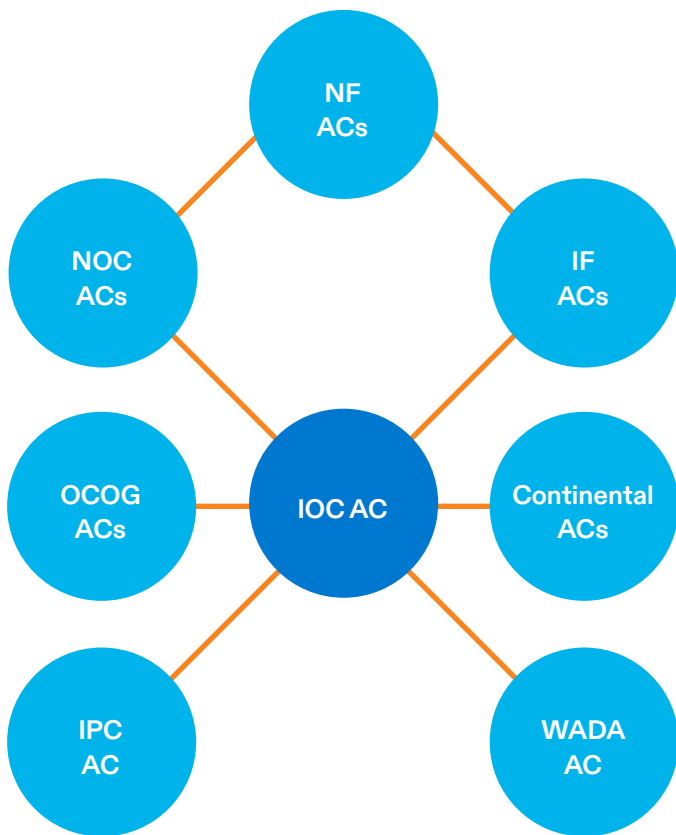 NF
ACs
NOC
ACs
IF
ACs
OCOG
ACs
IOC AC
Continental
ACs
IPC
AC
WADA
AC